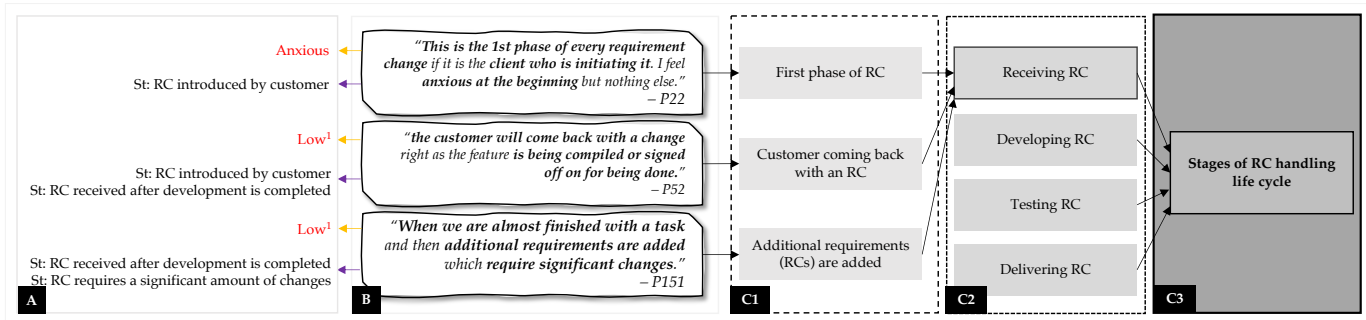 Anxious
St: RC introduced by customer
Low¹
St: RC introduced by customer
St: RC received after development is completed
Low¹
St: RC received after development is completed
St: RC requires a significant amount of changes
A
“This is the 1st phase of every requirement
change if it is the client who is initiating it. I feel
anxious at the beginning but nothing else.”
– P22
“the customer will come back with a change
right as the feature is being compiled or signed
off on for being done.”
– P52
“When we are almost finished with a task
and then additional requirements are added
which require significant changes.”
– P151
B
First phase of RC
Customer coming back
with an RC
Additional requirements
(RCs) are added
C1
Receiving RC
Developing RC
Testing RC
Delivering RC
C2
Stages of RC handling
life cycle
C3